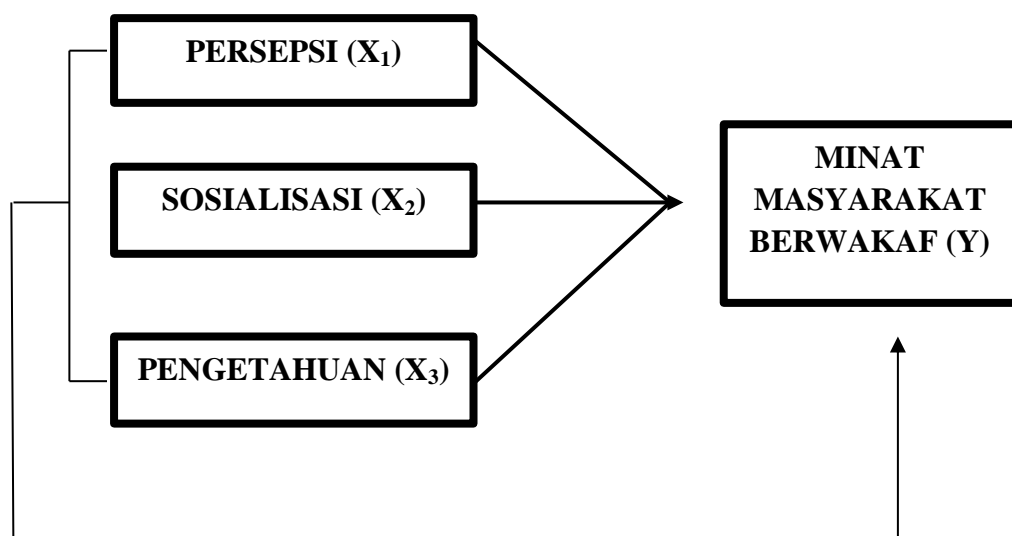 PERSEPSI (X₁)
SOSIALISASI (X₂)
PENGETAHUAN (X₃)
MINAT
MASYARAKAT
BERWAKAF (Y)